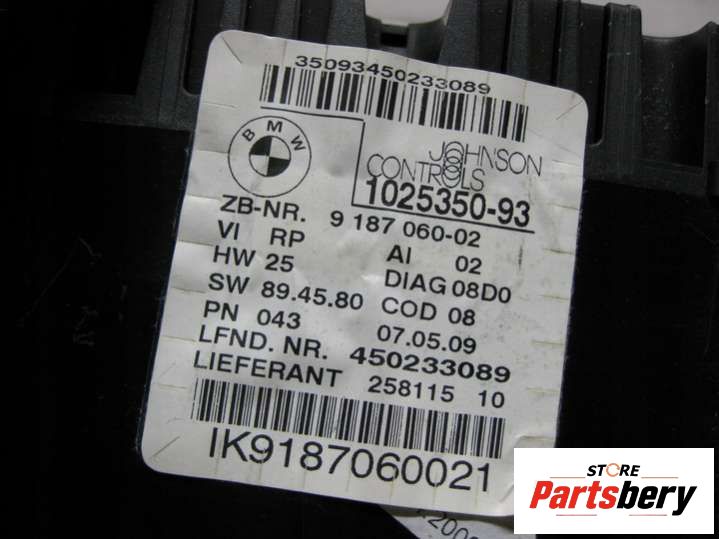 35093450233089
BMW
JOHNSON
CONTROLS
1025350-93
ZB-NR. 9 187 060-02
VI RP AI 02
HW 25 DIAG 08D0
SW 89.45.80 COD 08
PN 043 07.05.09
LFND. NR. 450233089
LIEFERANT 258115 10
IK9187060021
STORE
Partsbery